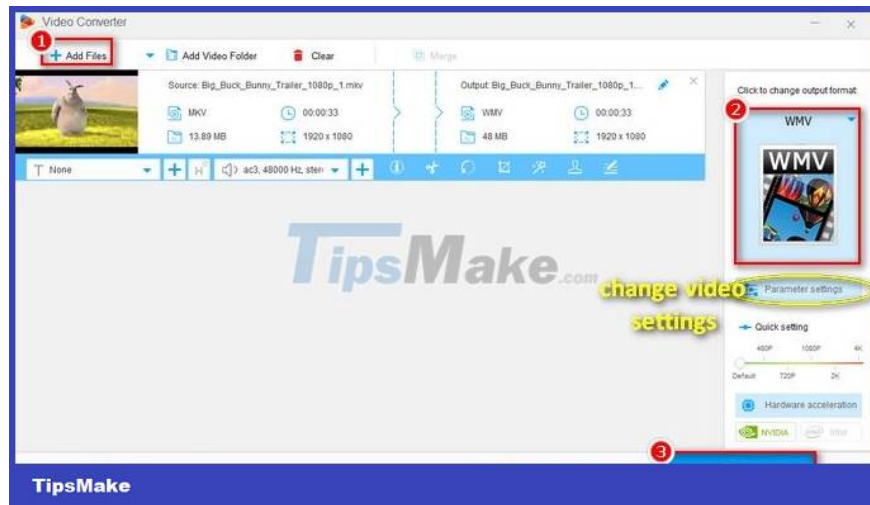 Video Converter
1
Add Files
Add Video Folder
Clear
Merge
Source: Big_Buck_Bunny_Trailer_1080p_1.mkv
Output: Big_Buck_Bunny_Trailer_1080p_1...
MKV
00:00:33
WMV
00:00:33
13.89 MB
1920 x 1080
48 MB
1920 x 1080
Click to change output format:
2
WMV
WMV
T None
ac3, 48000 Hz, ster
TipsMake.com
change video
settings
Parameter settings
Quick setting
480P 1080P 4K
Default 720P 2K
Hardware acceleration
NVIDIA
intel
Intel
3
TipsMake